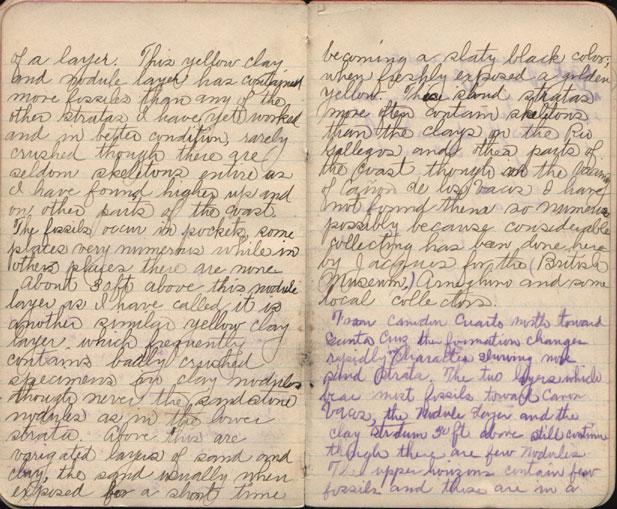 of a layer. This yellow clay
and nodule layer has contained
more fossiles than any of the
other stratas I have yet worked
and in better condition, rarely
crushed though there are
seldom skeletons entire as
I have found higher up and
on other parts of the coast.
The fossils occur in pockets, some
places very numerous while in
others places there are none
About 30 ft above this nodule
layer as I have called it is
another similar yellow clay
layer which frequently
contains badly crushed
specimens in clay nodules
though never the sandstone
nodules as in the lower
strata. Above this are
varigated layers of sand and
clay, the sand usually when
exposed for a short time
becoming a slaty black color;
when freshly exposed a golden
yellow. These sand stratas
more often contain skeletons
than the clays on the Rio
Gallegos and other parts of
the coast though in the
of Canon de las Vacas I have
not found them so numerous
possibly because considerable
collecting has been done here
by Jacques for the (British
Museum,) Ameghino and some
local collectors.
From Camiden Cuarto north toward
Santa Cruz the formation changes
rapidly Character showing more
sand strata. The two layers which
bear most fossils toward Canon
Vacas, the Nodule layer and the
clay stratum 30 ft above still continue
though there are few Nodules
The upper horizons contain few
fossils and these are in a